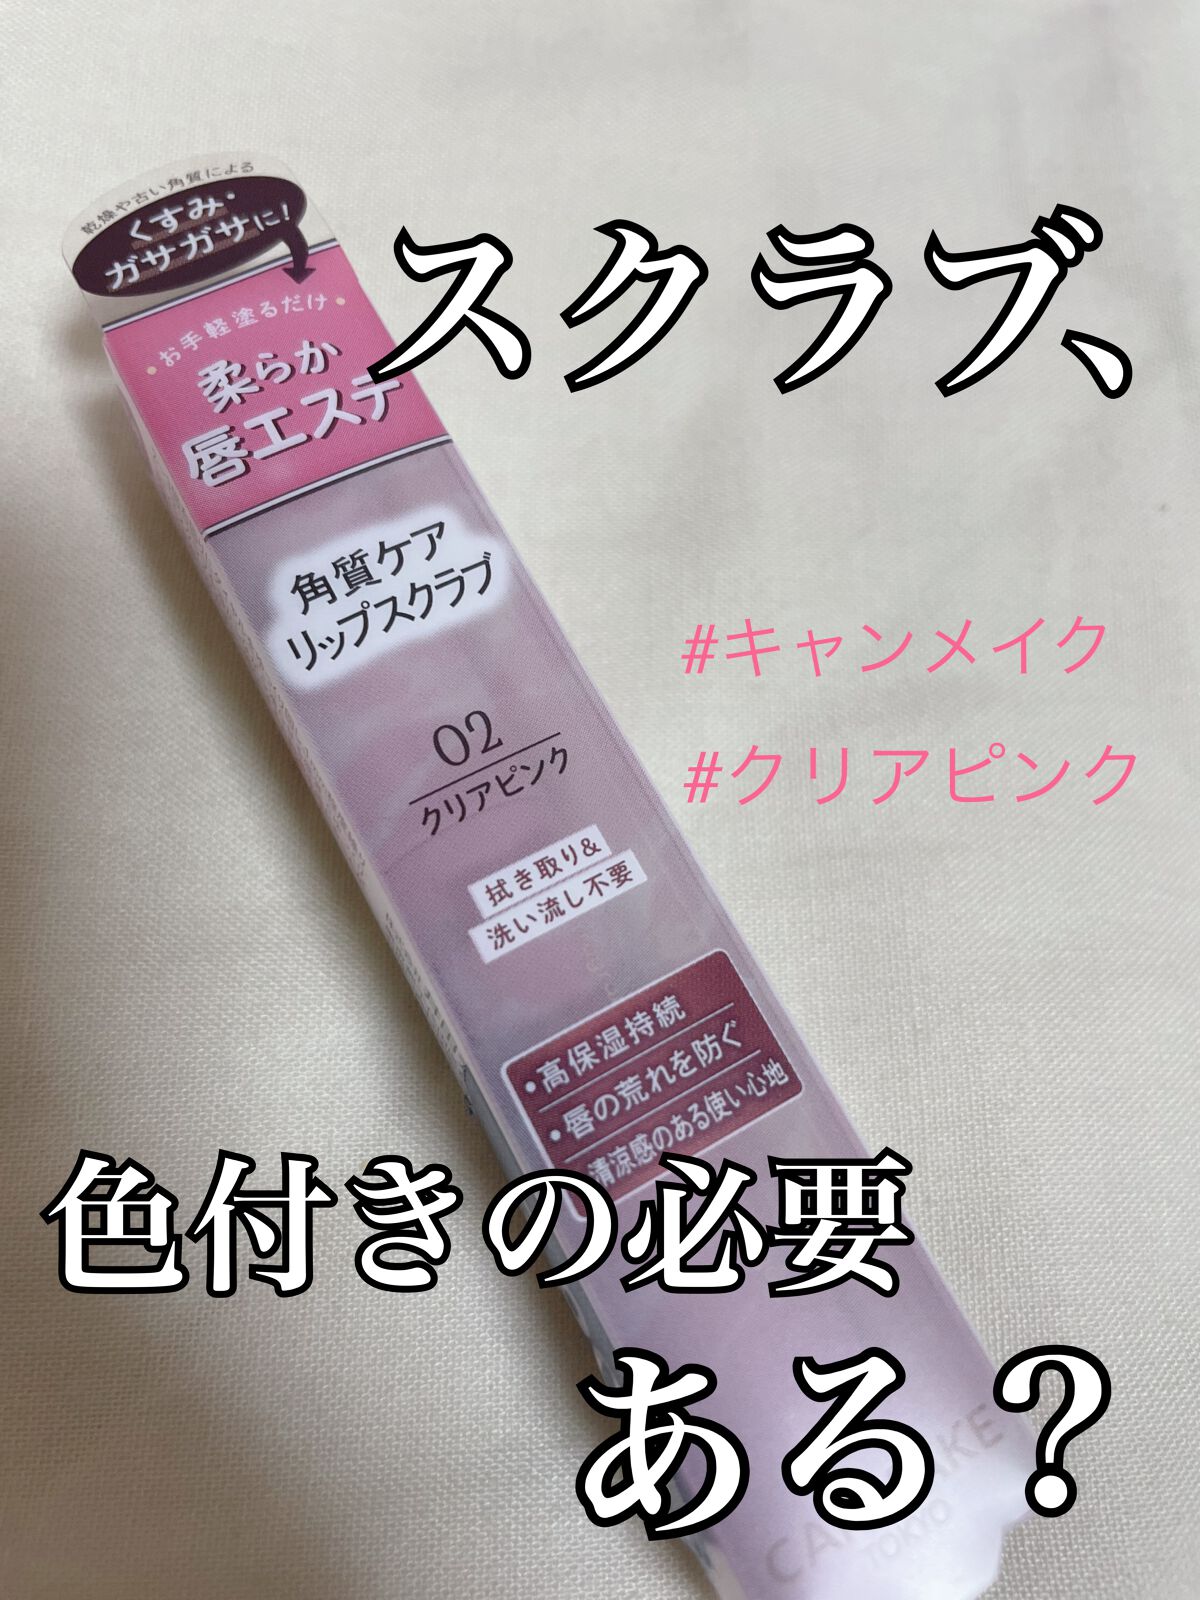 スクラブ、
乾燥や古い角質による
くすみ・
ガサガサに!
・お手軽塗るだけ・
柔らか
唇エステ
角質ケア
リップスクラブ
#キャンメイク
02
#クリアピンク
クリアピンク
拭き取り&
洗い流し不要
・高保湿持続
・唇の荒れを防ぐ
清涼感のある使い心地
色付きの必要
ある?
CANMAKE
TOKYO